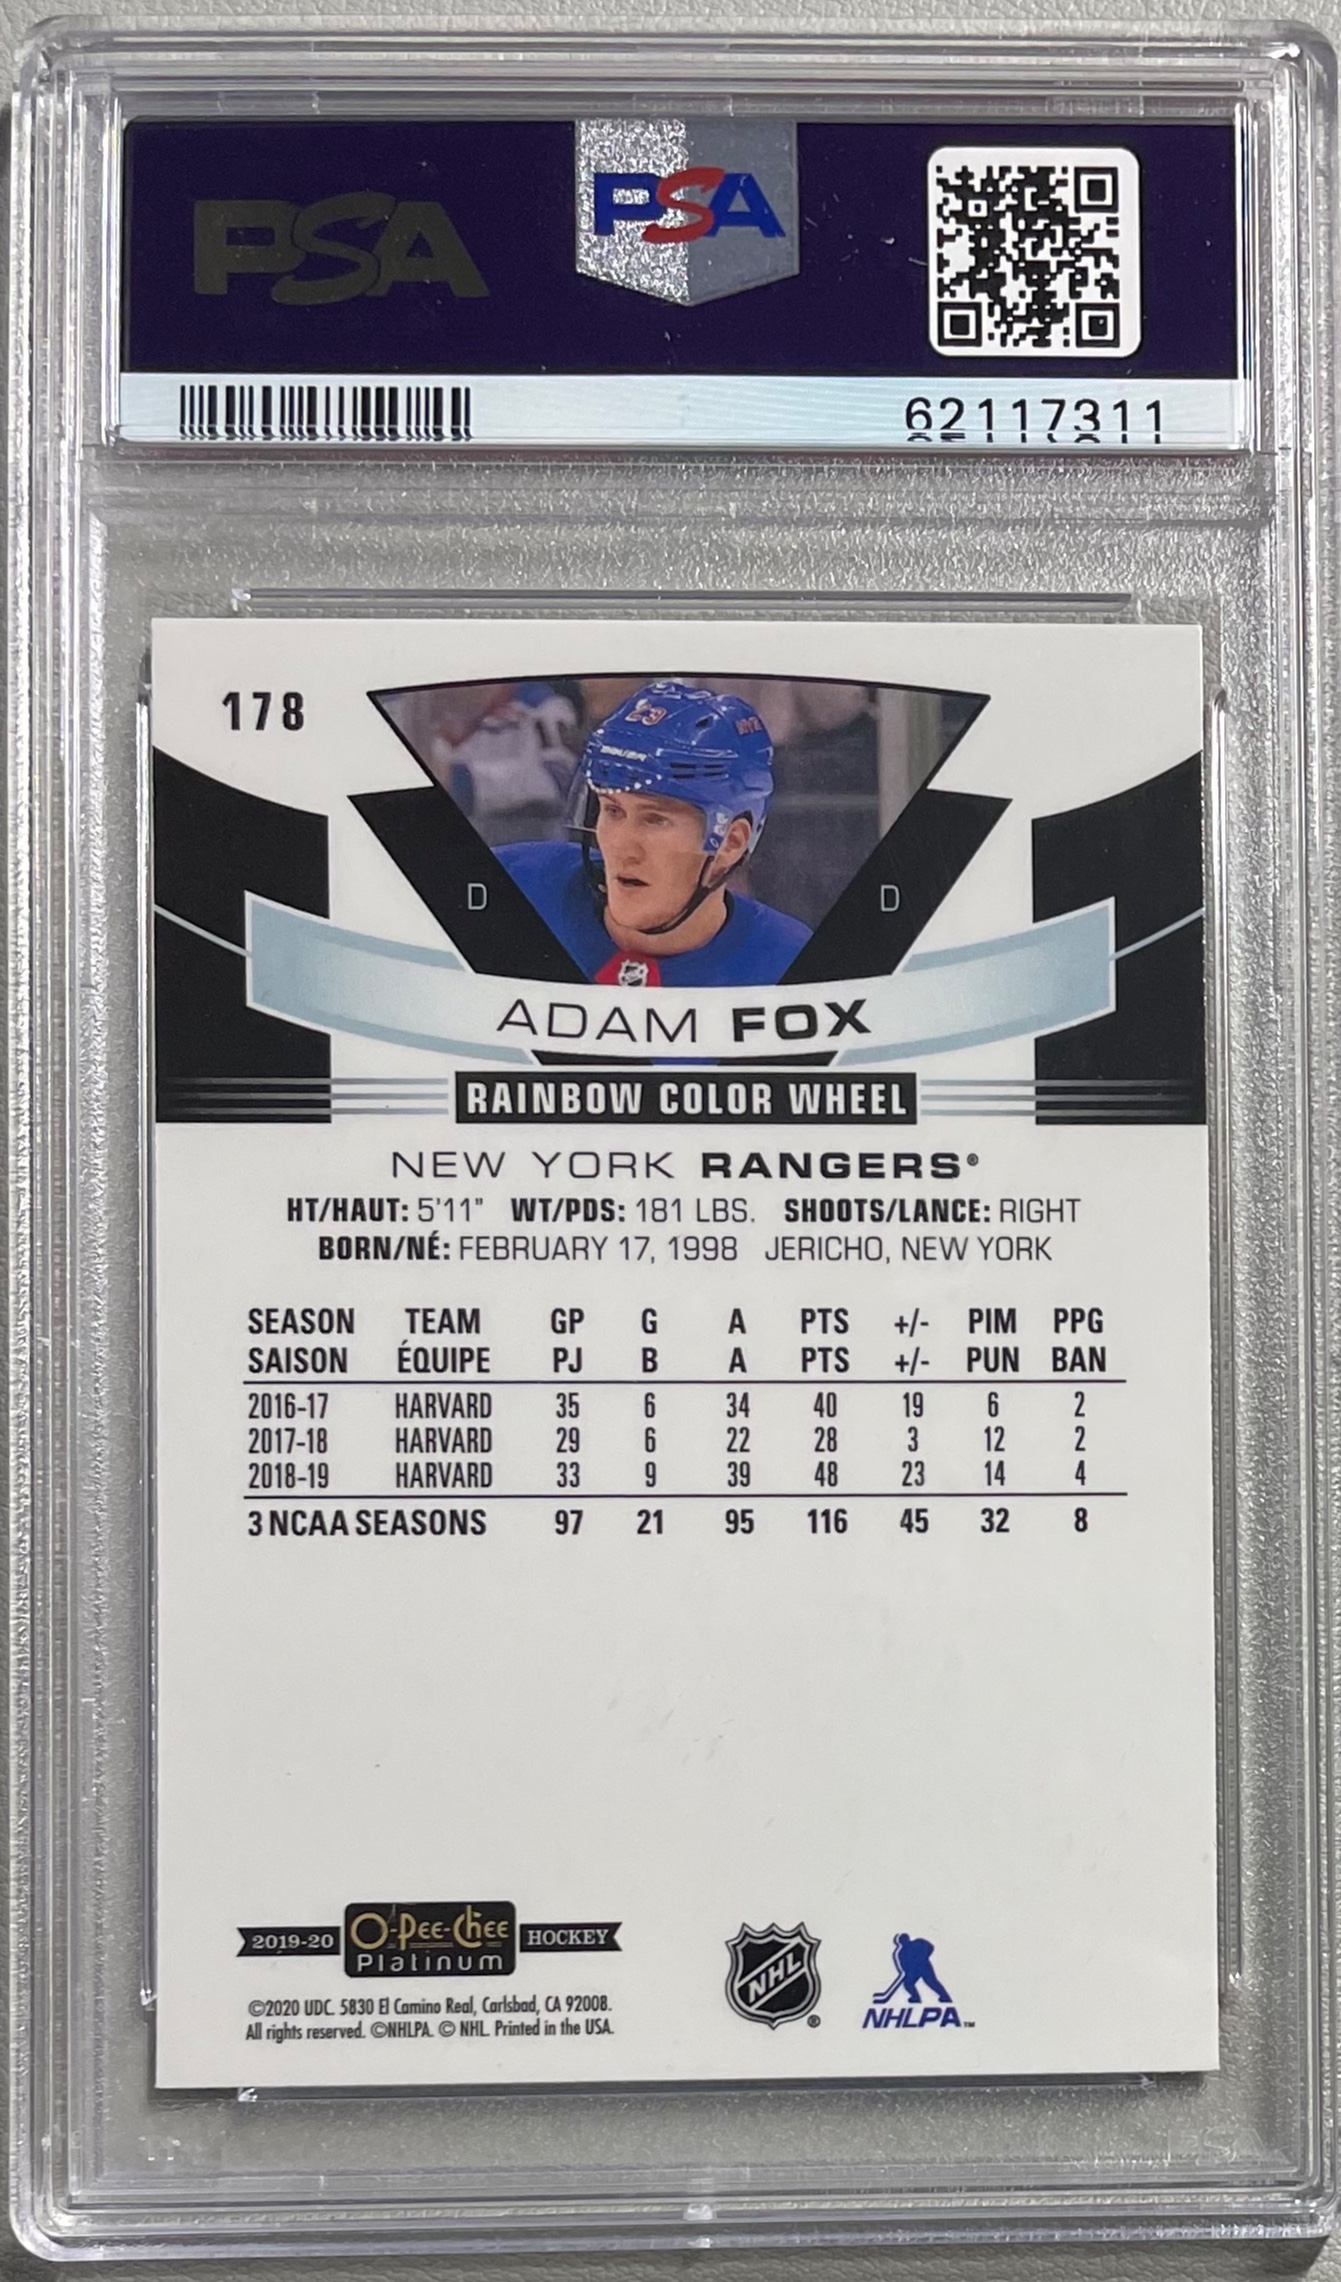 PSA
PSA
62117311
178
23
BAUER
D
D
ADAM FOX
RAINBOW COLOR WHEEL
NEW YORK RANGERS®
HT/HAUT: 5'11" WT/PDS: 181 LBS. SHOOTS/LANCE: RIGHT
BORN/NÉ: FEBRUARY 17, 1998 JERICHO, NEW YORK
SEASON TEAM GP G A PTS +/- PIM PPG
SAISON ÉQUIPE PJ B A PTS +/- PUN BAN
2016-17 HARVARD 35 6 34 40 19 6 2
2017-18 HARVARD 29 6 22 28 3 12 2
2018-19 HARVARD 33 9 39 48 23 14 4
3 NCAA SEASONS 97 21 95 116 45 32 8
2019-20 O-Pee-Chee HOCKEY
Platinum
NHL ®
NHLPA™
©2020 UDC. 5830 El Camino Real, Carlsbad, CA 92008.
All rights reserved. ©NHLPA. © NHL. Printed in the USA.